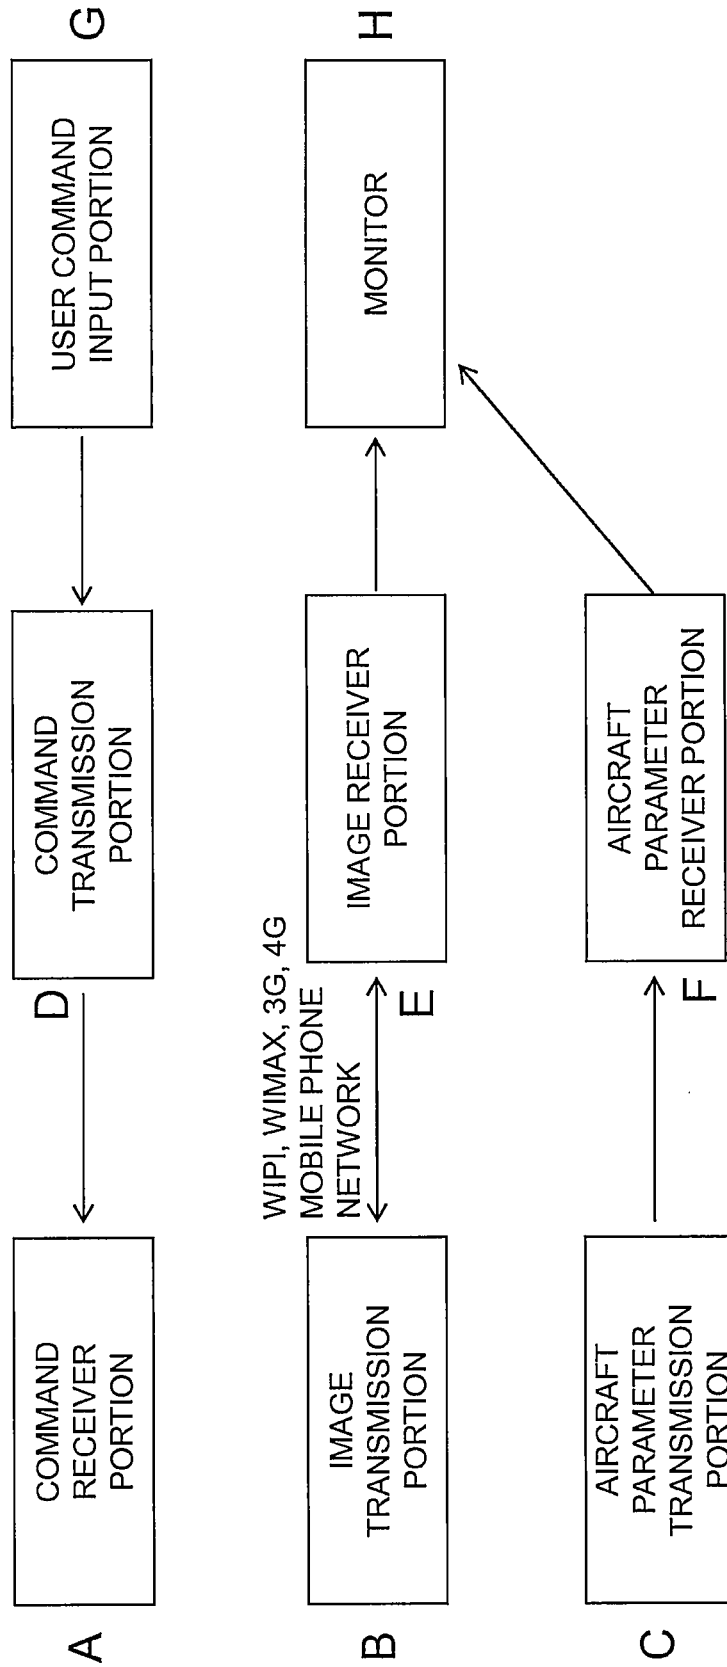 A
COMMAND
RECEIVER
PORTION
D
COMMAND
TRANSMISSION
PORTION
USER COMMAND
INPUT PORTION
G
B
IMAGE
TRANSMISSION
PORTION
WIPI, WIMAX, 3G, 4G
MOBILE PHONE
NETWORK
E
IMAGE RECEIVER
PORTION
MONITOR
H
C
AIRCRAFT
PARAMETER
TRANSMISSION
PORTION
F
AIRCRAFT
PARAMETER
RECEIVER PORTION